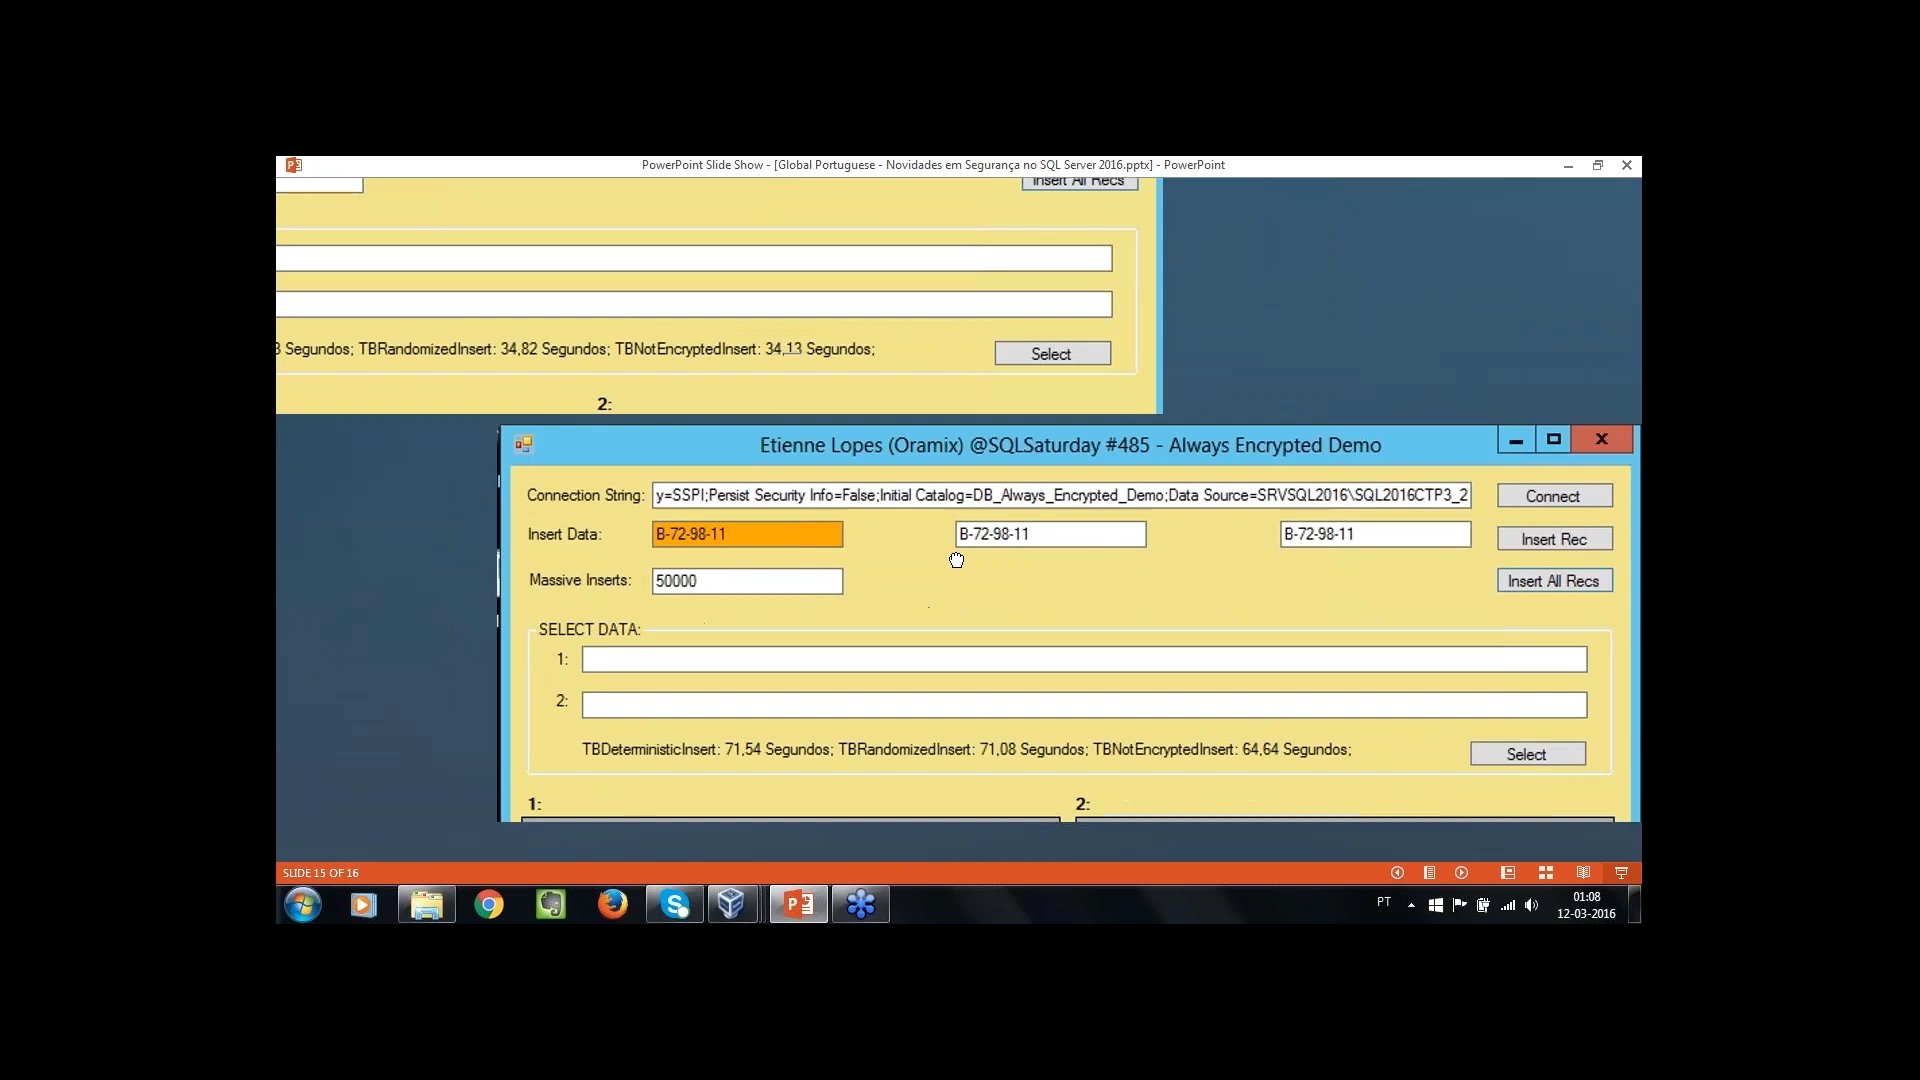 PowerPoint Slide Show - [Global Portuguese - Novidades em Segurança no SQL Server 2016.pptx] - PowerPoint
Insert All Recs
3 Segundos; TBRandomizedInsert: 34,82 Segundos; TBNotEncryptedInsert: 34,13 Segundos;
Select
2:
Etienne Lopes (Oramix) @SQLSaturday #485 - Always Encrypted Demo
Connection String: y=SSPI;Persist Security Info=False;Initial Catalog=DB_Always_Encrypted_Demo;Data Source=SRVSQL2016\SQL2016CTP3_2 Connect
Insert Data: B-72-98-11 B-72-98-11 B-72-98-11 Insert Rec
Massive Inserts: 50000 Insert All Recs
SELECT DATA:
1:
2:
TBDeterministicInsert: 71,54 Segundos; TBRandomizedInsert: 71,08 Segundos; TBNotEncryptedInsert: 64,64 Segundos; Select
1: 2:
SLIDE 15 OF 16
PT 01:08
12-03-2016